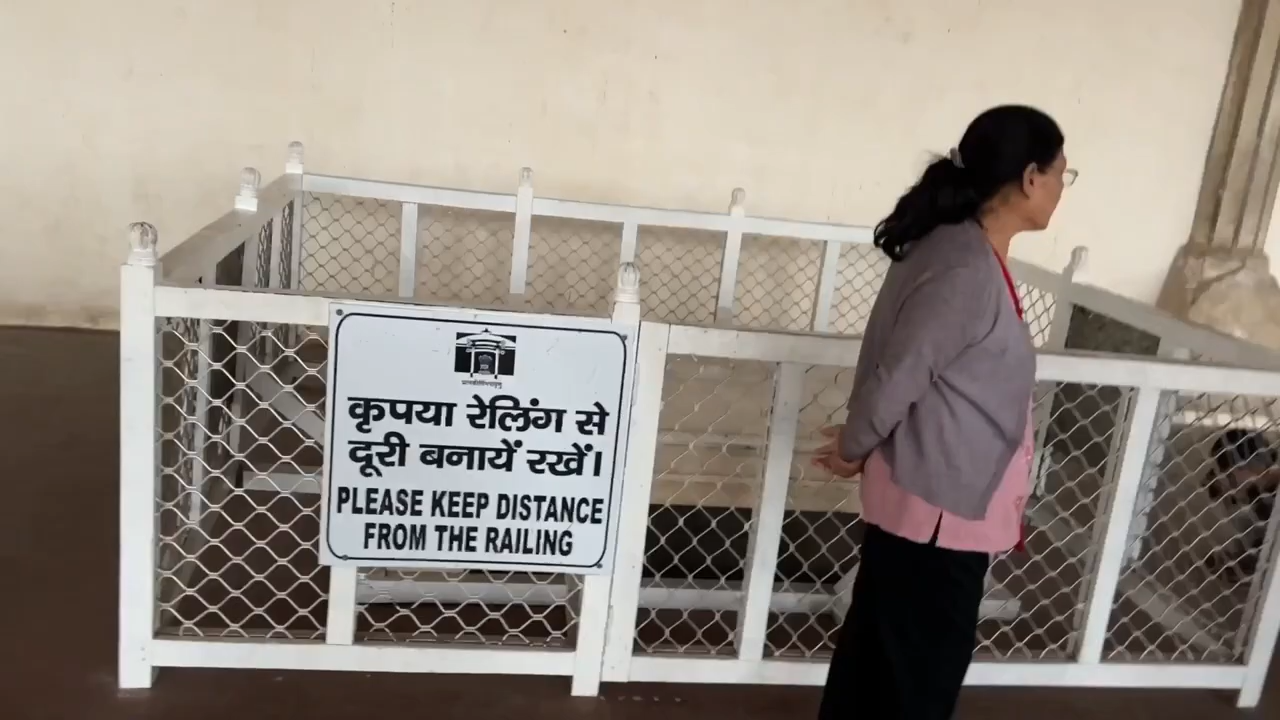 कृपया रेलिंग से
दूरी बनायें रखें।
PLEASE KEEP DISTANCE
FROM THE RAILING